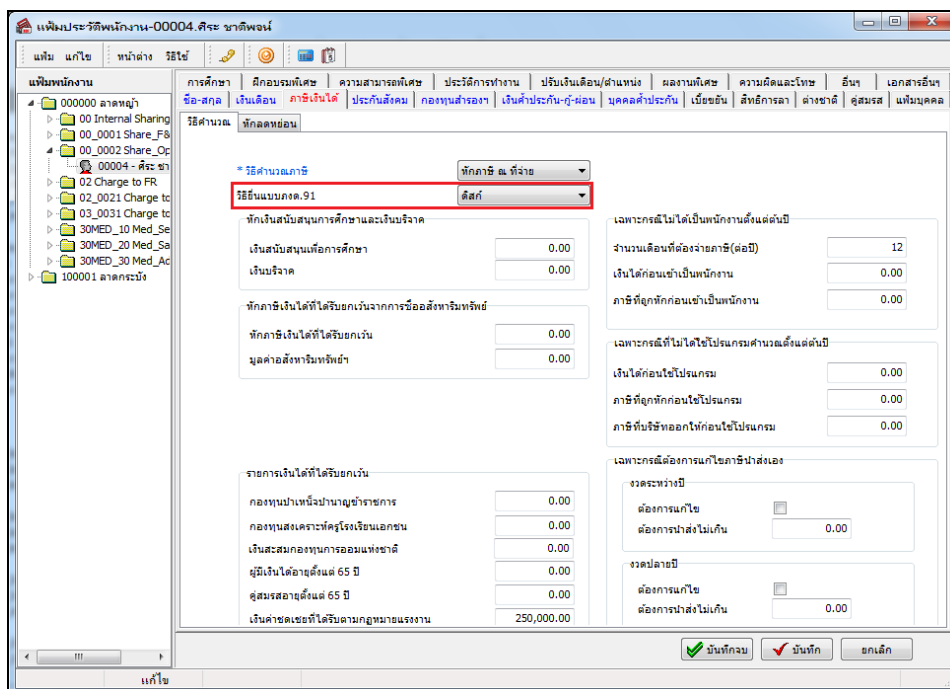 แฟ้มประวัติพนักงาน-00004.ศิระ ชาติพจน์
แฟ้ม แก้ไข หน้าต่าง วิธีใช้
แฟ้มพนักงาน
000000 ลาดหญ้า
00 Internal Sharing
00_0001 Share_F&
00_0002 Share_Op
00004 - ศิระ ชา
02 Charge to FR
02_0021 Charge to
03_0031 Charge to
30MED_10 Med_Se
30MED_20 Med_Sa
30MED_30 Med_Ac
100001 ลาดกระบัง
การศึกษา ฝึกอบรมพิเศษ ความสามารถพิเศษ ประวัติการทำงาน ปรับเงินเดือน/ตำแหน่ง ผลงานพิเศษ ความผิดและโทษ อื่นๆ เอกสารอื่นๆ
ชื่อ-สกุล เงินเดือน ภาษีเงินได้ ประกันสังคม กองทุนสำรองฯ เงินค้ำประกัน-กู้-ผ่อน บุคคลค้ำประกัน เบี้ยขยัน สิทธิการลา ต่างชาติ คู่สมรส แฟ้มบุคคล
วิธีคำนวณ หักลดหย่อน
* วิธีคำนวณภาษี หักภาษี ณ ที่จ่าย
วิธียื่นแบบภงด.91 ดิสก์
หักเงินสนับสนุนการศึกษาและเงินบริจาค
เงินสนับสนุนเพื่อการศึกษา 0.00
เงินบริจาค 0.00
หักภาษีเงินได้ที่ได้รับยกเว้นจากการซื้ออสังหาริมทรัพย์
หักภาษีเงินได้ที่ได้รับยกเว้น 0.00
มูลค่าอสังหาริมทรัพย์ฯ 0.00
รายการเงินได้ที่ได้รับยกเว้น
กองทุนบำเหน็จบำนาญข้าราชการ 0.00
กองทุนสงเคราะห์ครูโรงเรียนเอกชน 0.00
เงินสะสมกองทุนการออมแห่งชาติ 0.00
ผู้มีเงินได้อายุตั้งแต่ 65 ปี 0.00
คู่สมรสอายุตั้งแต่ 65 ปี 0.00
เงินค่าชดเชยที่ได้รับตามกฎหมายแรงงาน 250,000.00
เฉพาะกรณีไม่ได้เป็นพนักงานตั้งแต่ต้นปี
จำนวนเดือนที่ต้องจ่ายภาษี(ต่อปี) 12
เงินได้ก่อนเข้าเป็นพนักงาน 0.00
ภาษีที่ถูกหักก่อนเข้าเป็นพนักงาน 0.00
เฉพาะกรณีที่ไม่ได้ใช้โปรแกรมคำนวณตั้งแต่ต้นปี
เงินได้ก่อนใช้โปรแกรม 0.00
ภาษีที่ถูกหักก่อนใช้โปรแกรม 0.00
ภาษีที่บริษัทออกให้ก่อนใช้โปรแกรม 0.00
เฉพาะกรณีต้องการแก้ไขภาษีนำส่งเอง
งวดระหว่างปี
ต้องการแก้ไข
ต้องการนำส่งไม่เกิน 0.00
งวดปลายปี
ต้องการแก้ไข
ต้องการนำส่งไม่เกิน 0.00
บันทึกจบ บันทึก ยกเลิก
แก้ไข